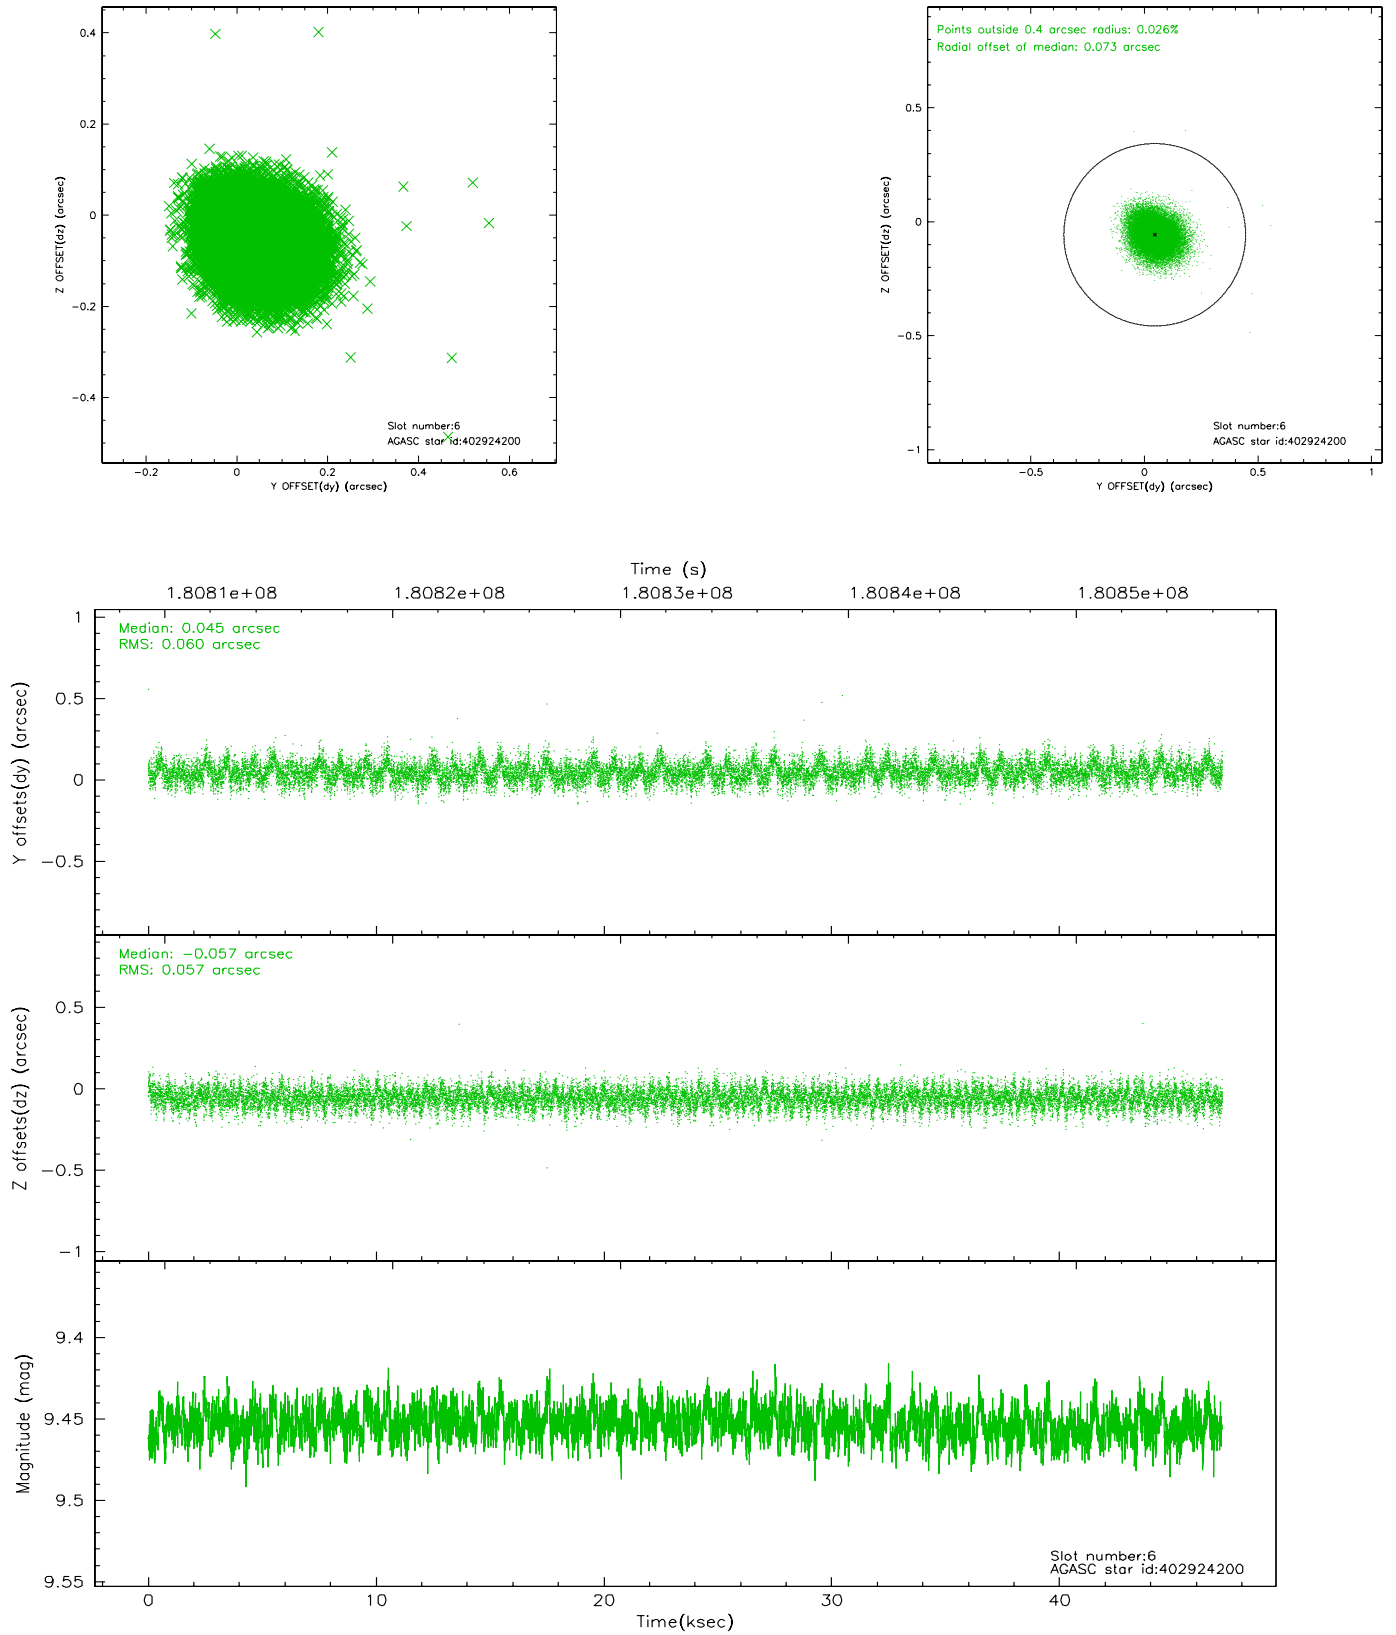 0.4
0.2
0
−0.2
−0.4
Z OFFSET(dz) (arcsec)
Slot number:6
AGASC star id:402924200
−0.2
0
0.2
0.4
0.6
Y OFFSET(dy) (arcsec)
Points outside 0.4 arcsec radius: 0.026%
Radial offset of median: 0.073 arcsec
0.5
0
−0.5
−1
Z OFFSET(dz) (arcsec)
Slot number:6
AGASC star id:402924200
−0.5
0
0.5
1
Y OFFSET(dy) (arcsec)
Time (s)
1.8081e+08
1.8082e+08
1.8083e+08
1.8084e+08
1.8085e+08
Median: 0.045 arcsec
RMS: 0.060 arcsec
1
0.5
0
−0.5
Y offsets(dy) (arcsec)
Median: −0.057 arcsec
RMS: 0.057 arcsec
0.5
0
−0.5
−1
Z offsets(dz) (arcsec)
9.4
9.45
9.5
9.55
Magnitude (mag)
Slot number:6
AGASC star id:402924200
0
10
20
30
40
Time(ksec)